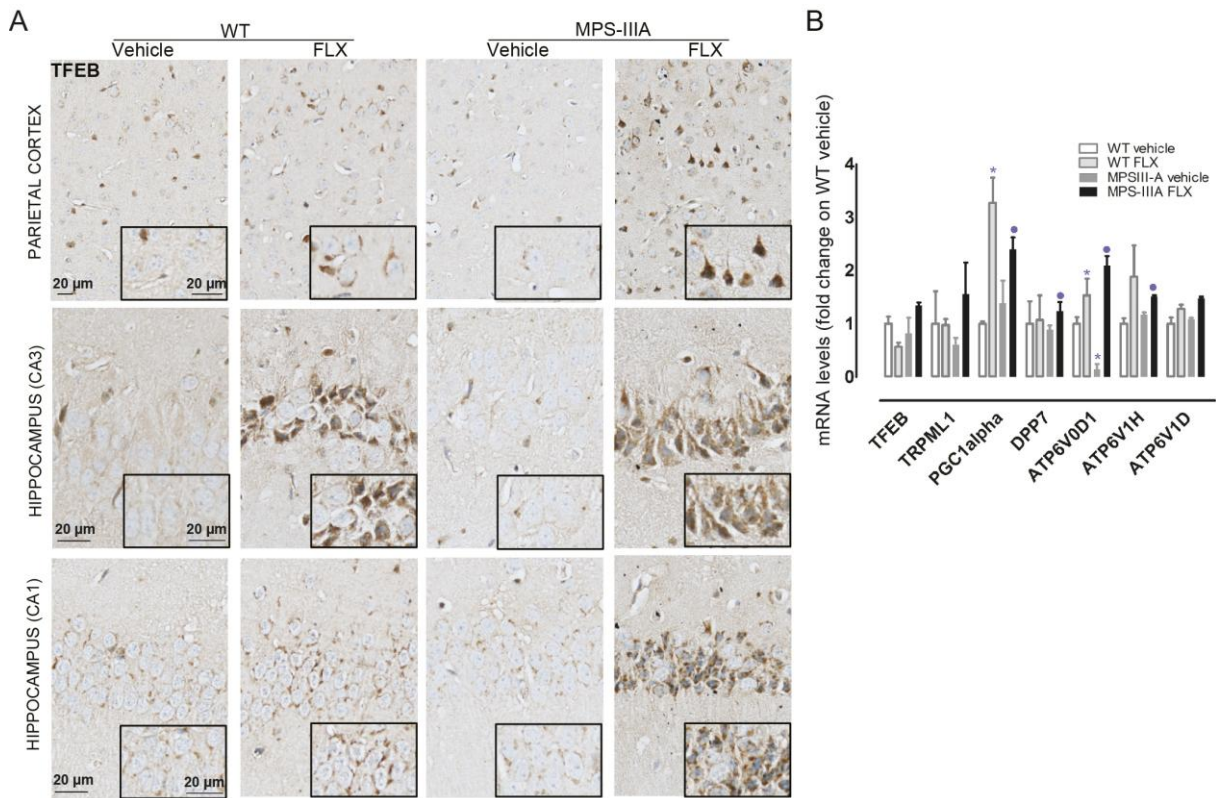 A
WT
MPS-IIIA
Vehicle
FLX
Vehicle
FLX
TFEB
PARIETAL CORTEX
20 µm
20 µm
HIPPOCAMPUS (CA3)
20 µm
20 µm
HIPPOCAMPUS (CA1)
20 µm
20 µm
B
mRNA levels (fold change on WT vehicle)
WT vehicle
WT FLX
MPSIII-A vehicle
MPS-IIIA FLX
4
3
2
1
0
*
*
*
TFEB
TRPML1
PGC1alpha
DPP7
ATP6V0D1
ATP6V1H
ATP6V1D